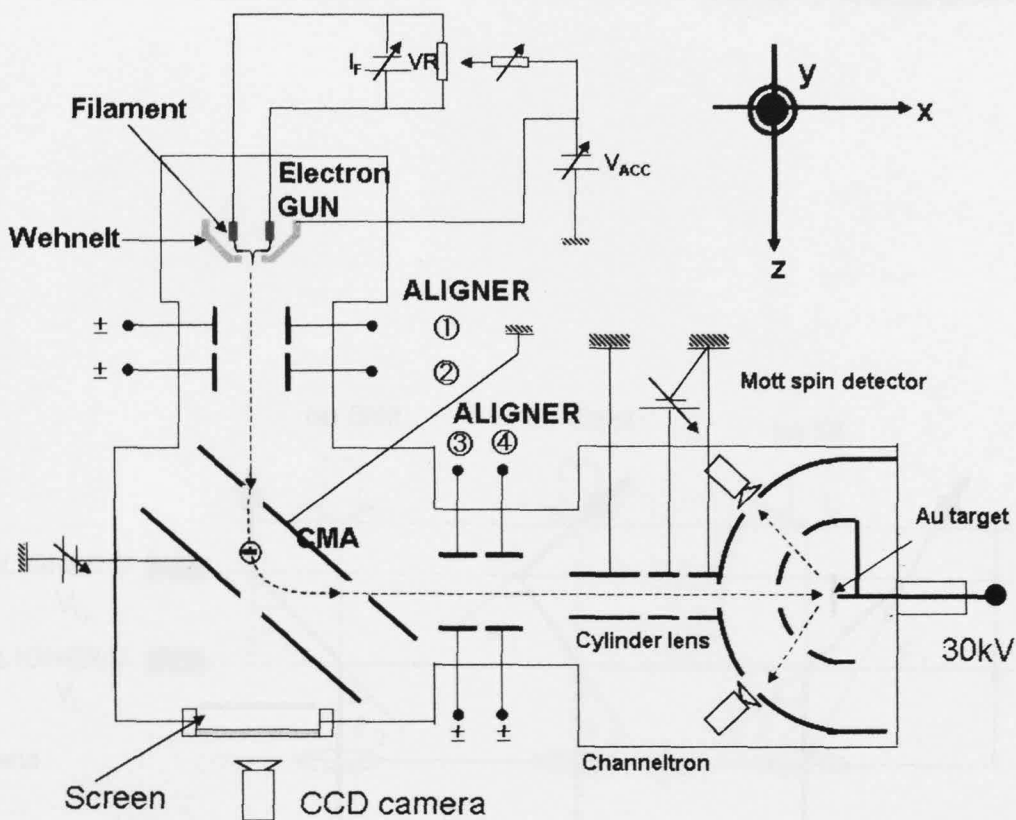 I_F VR
Filament
y
x
V_ACC
Electron
GUN
Wehnelt
z
ALIGNER
± ①
± ②
Mott spin detector
ALIGNER
③ ④
Au target
CMA
Cylinder lens
30kV
± ±
Channeltron
Screen
CCD camera